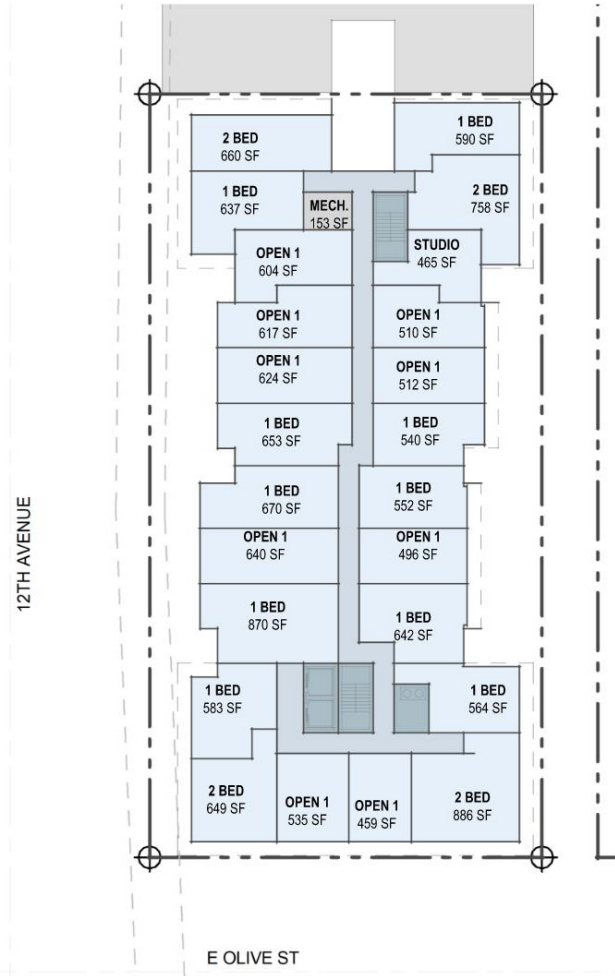 1 BED
590 SF
2 BED
660 SF
1 BED
637 SF
MECH.
153 SF
2 BED
758 SF
OPEN 1
604 SF
STUDIO
465 SF
OPEN 1
617 SF
OPEN 1
510 SF
OPEN 1
624 SF
OPEN 1
512 SF
1 BED
653 SF
1 BED
540 SF
1 BED
670 SF
1 BED
552 SF
OPEN 1
640 SF
OPEN 1
496 SF
1 BED
870 SF
1 BED
642 SF
1 BED
583 SF
1 BED
564 SF
2 BED
649 SF
OPEN 1
535 SF
OPEN 1
459 SF
2 BED
886 SF
12TH AVENUE
E OLIVE ST